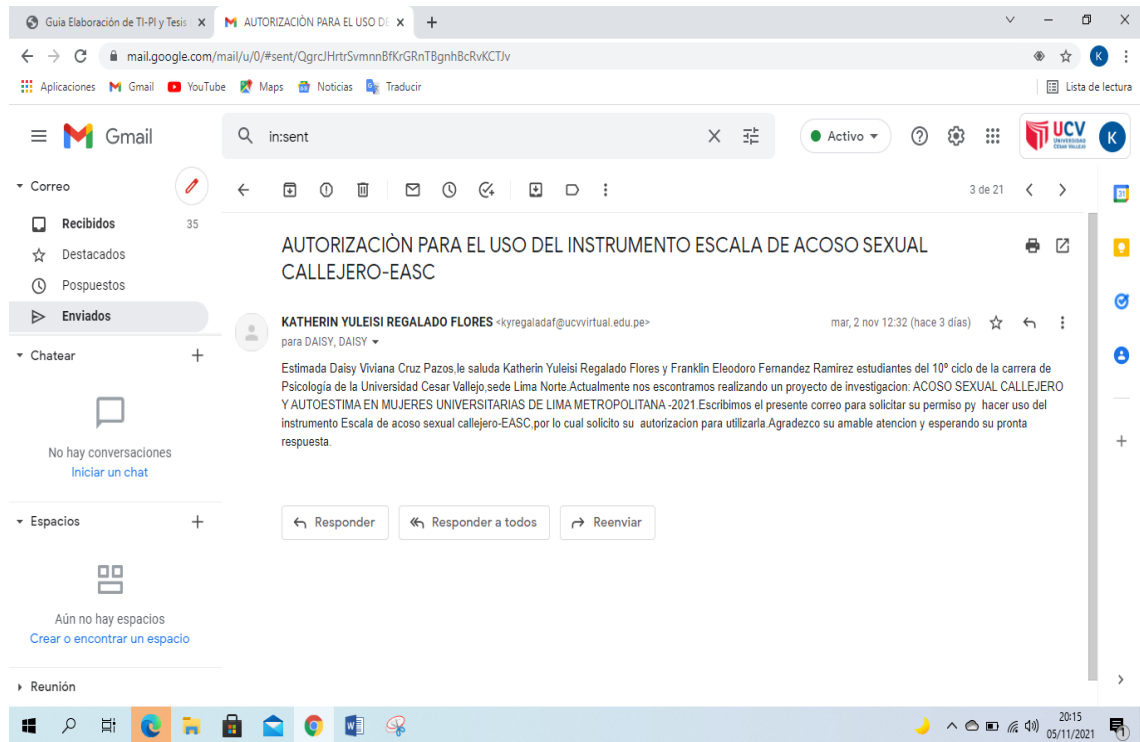 Guia Elaboración de TI-PI y Tesis
AUTORIZACIÒN PARA EL USO DE
mail.google.com/mail/u/0/#sent/QgrcJHrtrSvmnnBfKrGRnTBgnhBcRvKCTJv
K
Aplicaciones Gmail YouTube Maps Noticias Traducir Lista de lectura
Gmail
in:sent
Activo
UCV
UNIVERSIDAD
CÉSAR VALLEJO
K
Correo
3 de 21
Recibidos 35
Destacados
Pospuestos
Enviados
Chatear
No hay conversaciones
Iniciar un chat
Espacios
Aún no hay espacios
Crear o encontrar un espacio
Reunión
AUTORIZACIÒN PARA EL USO DEL INSTRUMENTO ESCALA DE ACOSO SEXUAL
CALLEJERO-EASC
KATHERIN YULEISI REGALADO FLORES <kyregaladaf@ucvvirtual.edu.pe> mar, 2 nov 12:32 (hace 3 días)
para DAISY, DAISY
Estimada Daisy Viviana Cruz Pazos,le saluda Katherin Yuleisi Regalado Flores y Franklin Eleodoro Fernandez Ramirez estudiantes del 10º ciclo de la carrera de
Psicología de la Universidad Cesar Vallejo,sede Lima Norte.Actualmente nos escontramos realizando un proyecto de investigacion: ACOSO SEXUAL CALLEJERO
Y AUTOESTIMA EN MUJERES UNIVERSITARIAS DE LIMA METROPOLITANA -2021.Escribimos el presente correo para solicitar su permiso py hacer uso del
instrumento Escala de acoso sexual callejero-EASC,por lo cual solicito su autorizacion para utilizarla.Agradezco su amable atencion y esperando su pronta
respuesta.
Responder
Responder a todos
Reenviar
20:15
05/11/2021
1